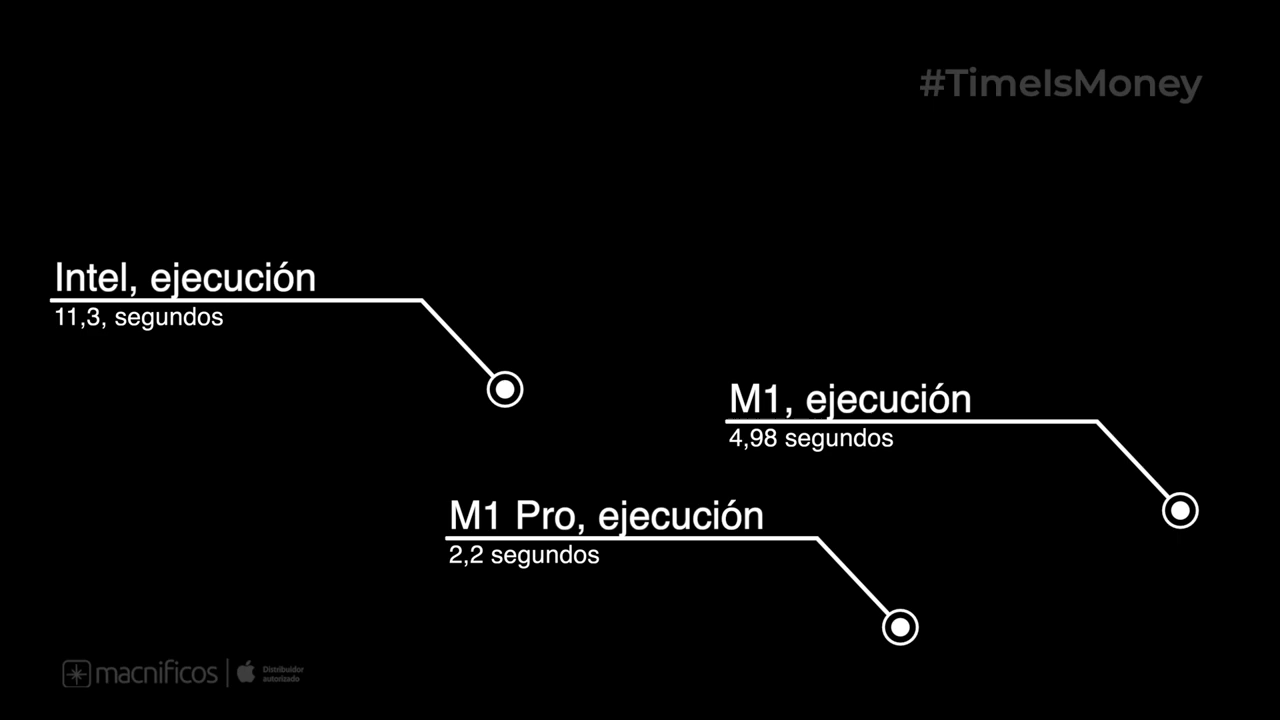 #TimeIsMoney
Intel, ejecución
11,3, segundos
M1, ejecución
4,98 segundos
M1 Pro, ejecución
2,2 segundos
macnificos
Distribuidor
autorizado